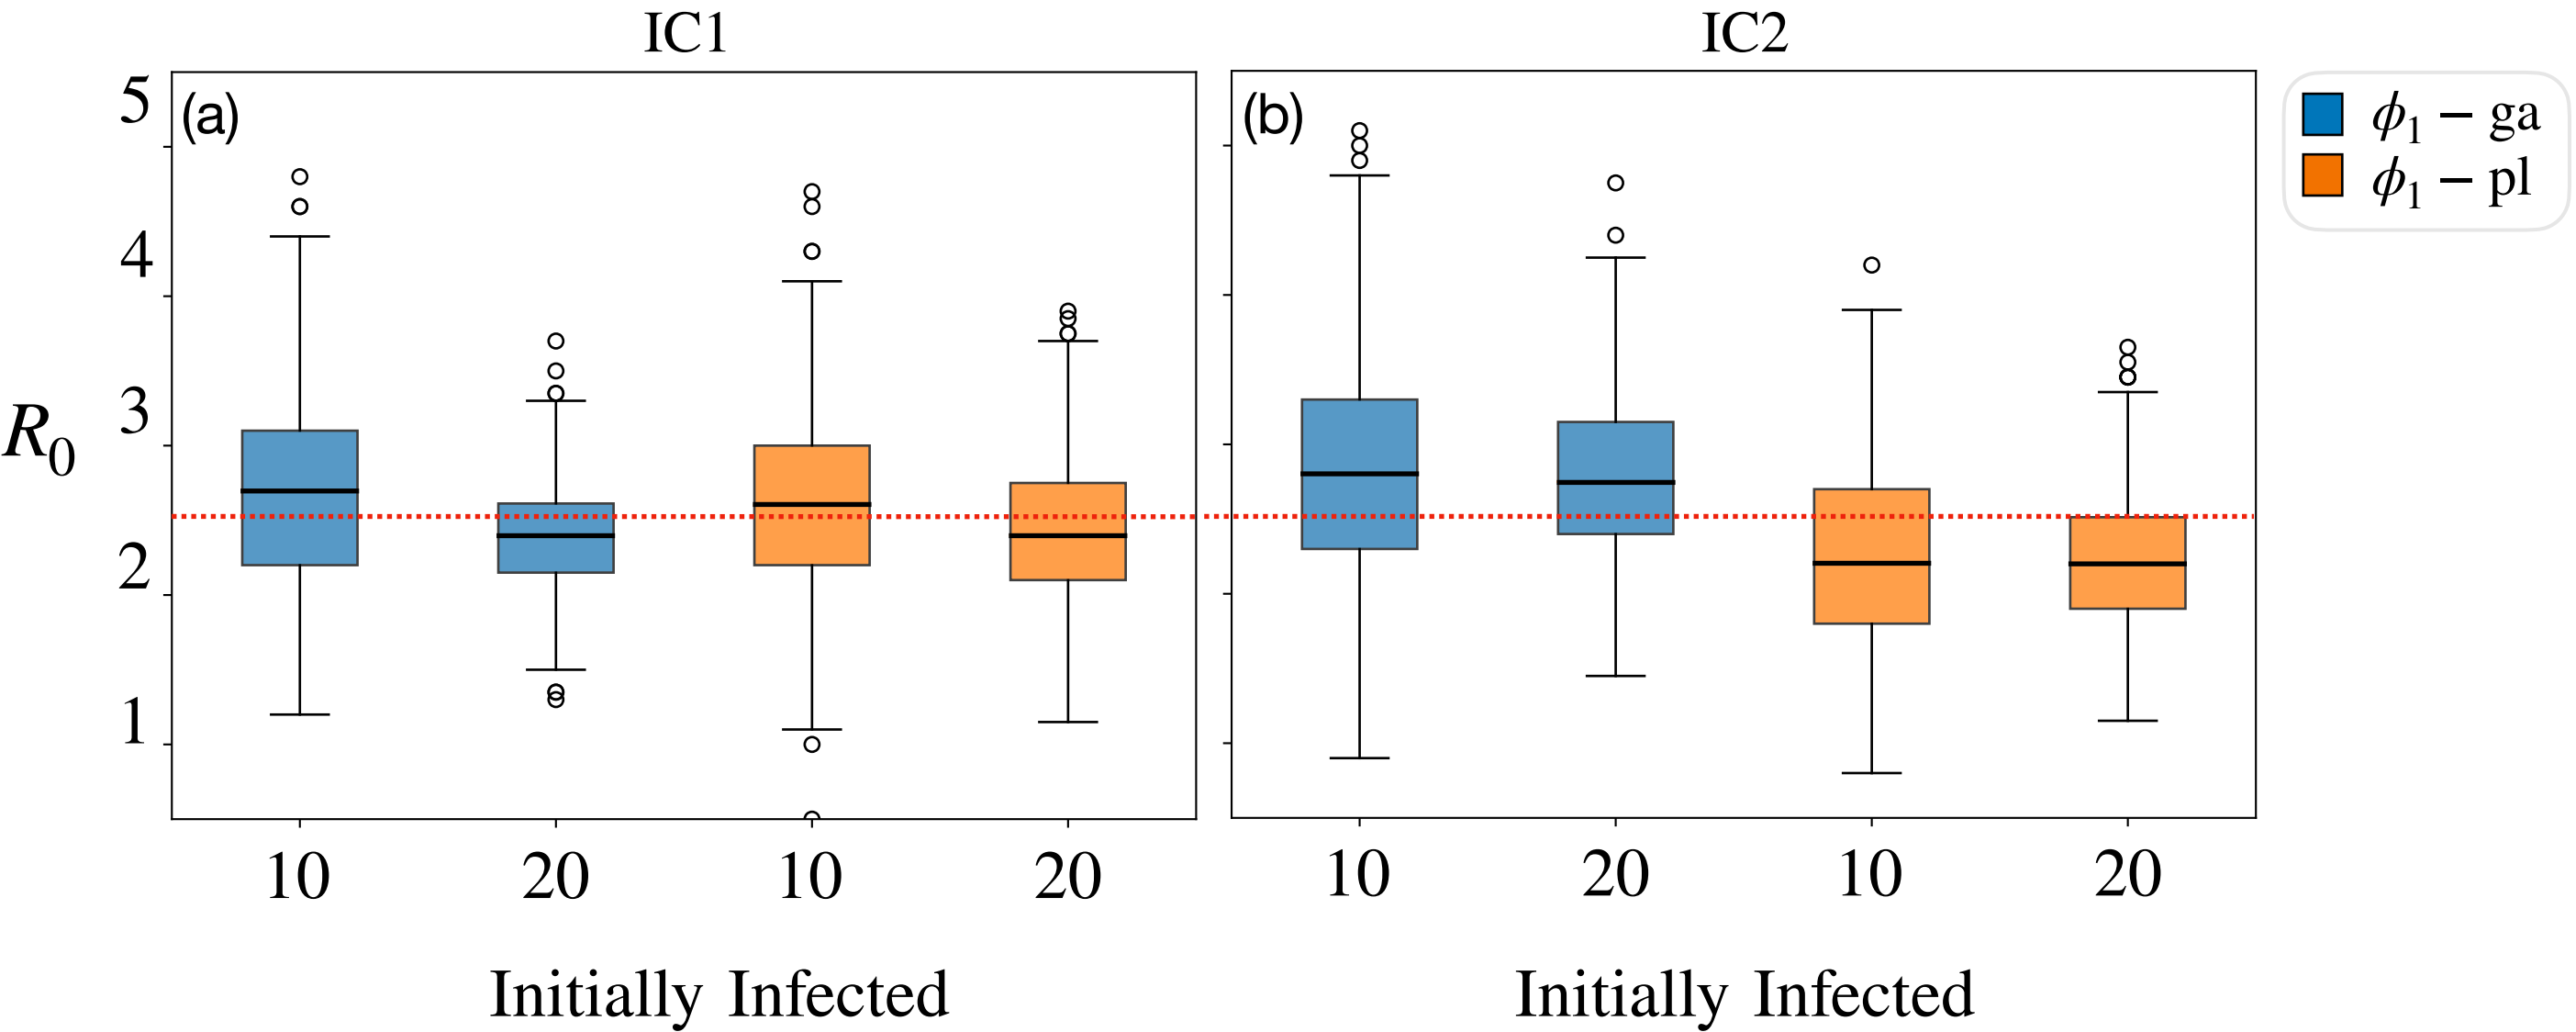 IC1
IC2
(a)
(b)
ϕ₁ − ga
ϕ₁ − pl
5
4
3
2
1
R₀
10 20 10 20
10 20 10 20
Initially Infected
Initially Infected